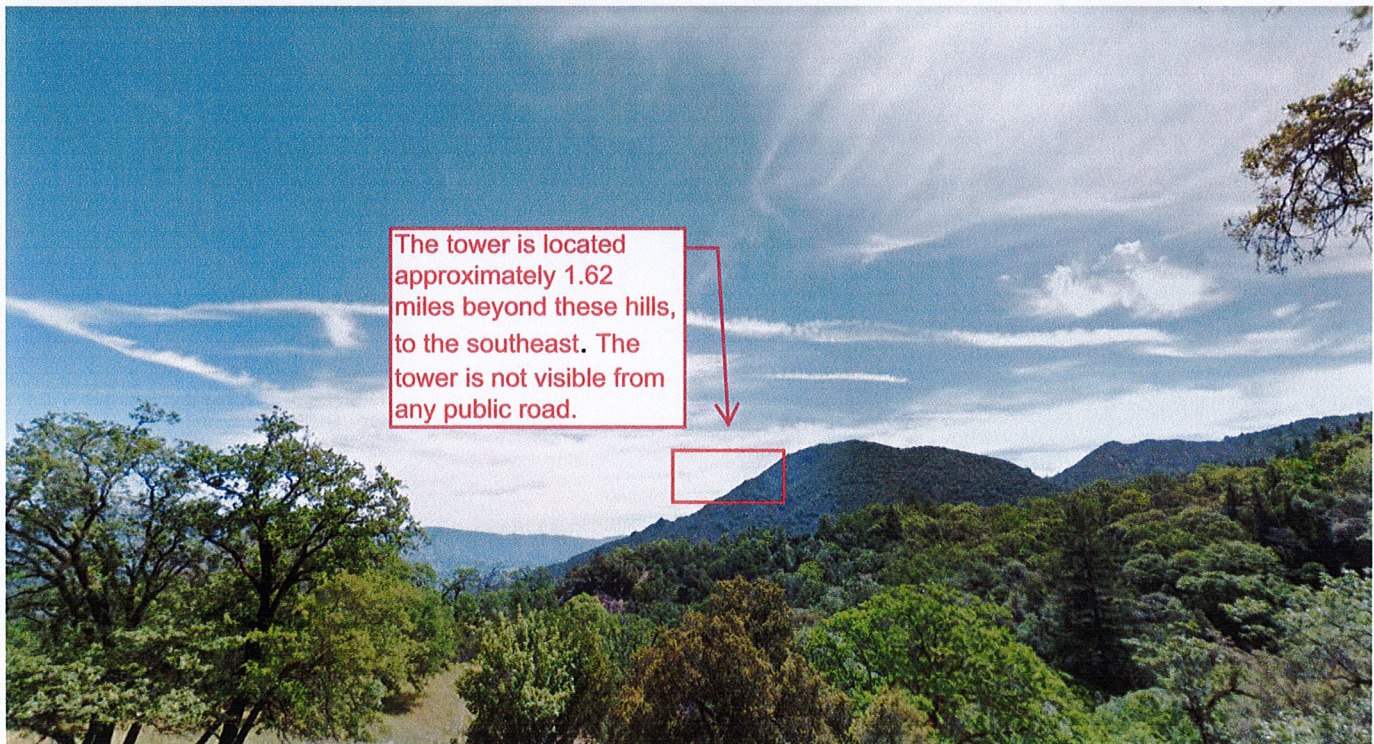 The tower is located
approximately 1.62
miles beyond these hills,
to the southeast. The
tower is not visible from
any public road.